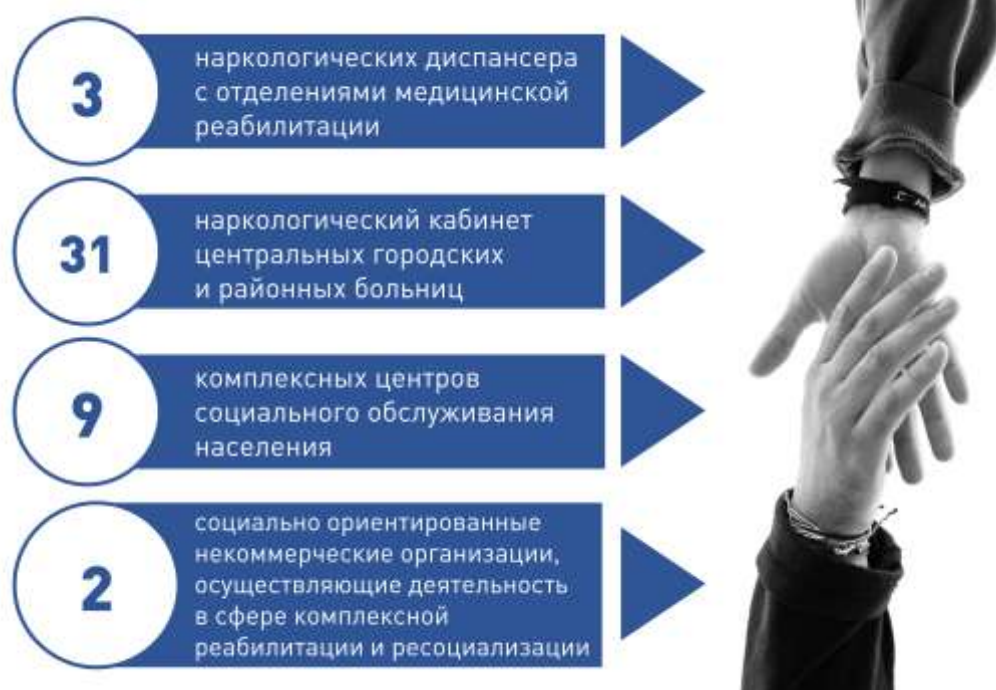 3
наркологических диспансера
с отделениями медицинской
реабилитации
31
наркологический кабинет
центральных городских
и районных больниц
9
комплексных центров
социального обслуживания
населения
2
социально ориентированные
некоммерческие организации,
осуществляющие деятельность
в сфере комплексной
реабилитации и ресоциализации